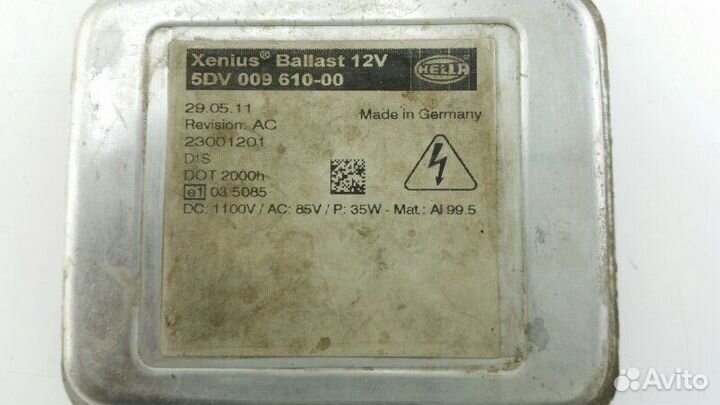 Xenius® Ballast 12V
5DV 009 610-00
HELLA
29.05.11
Made in Germany
Revision: AC
23001201
D1S
DOT 2000h
e1 03 5085
DC: 1100V / AC: 85V / P: 35W - Mat.: Al 99.5
Avito